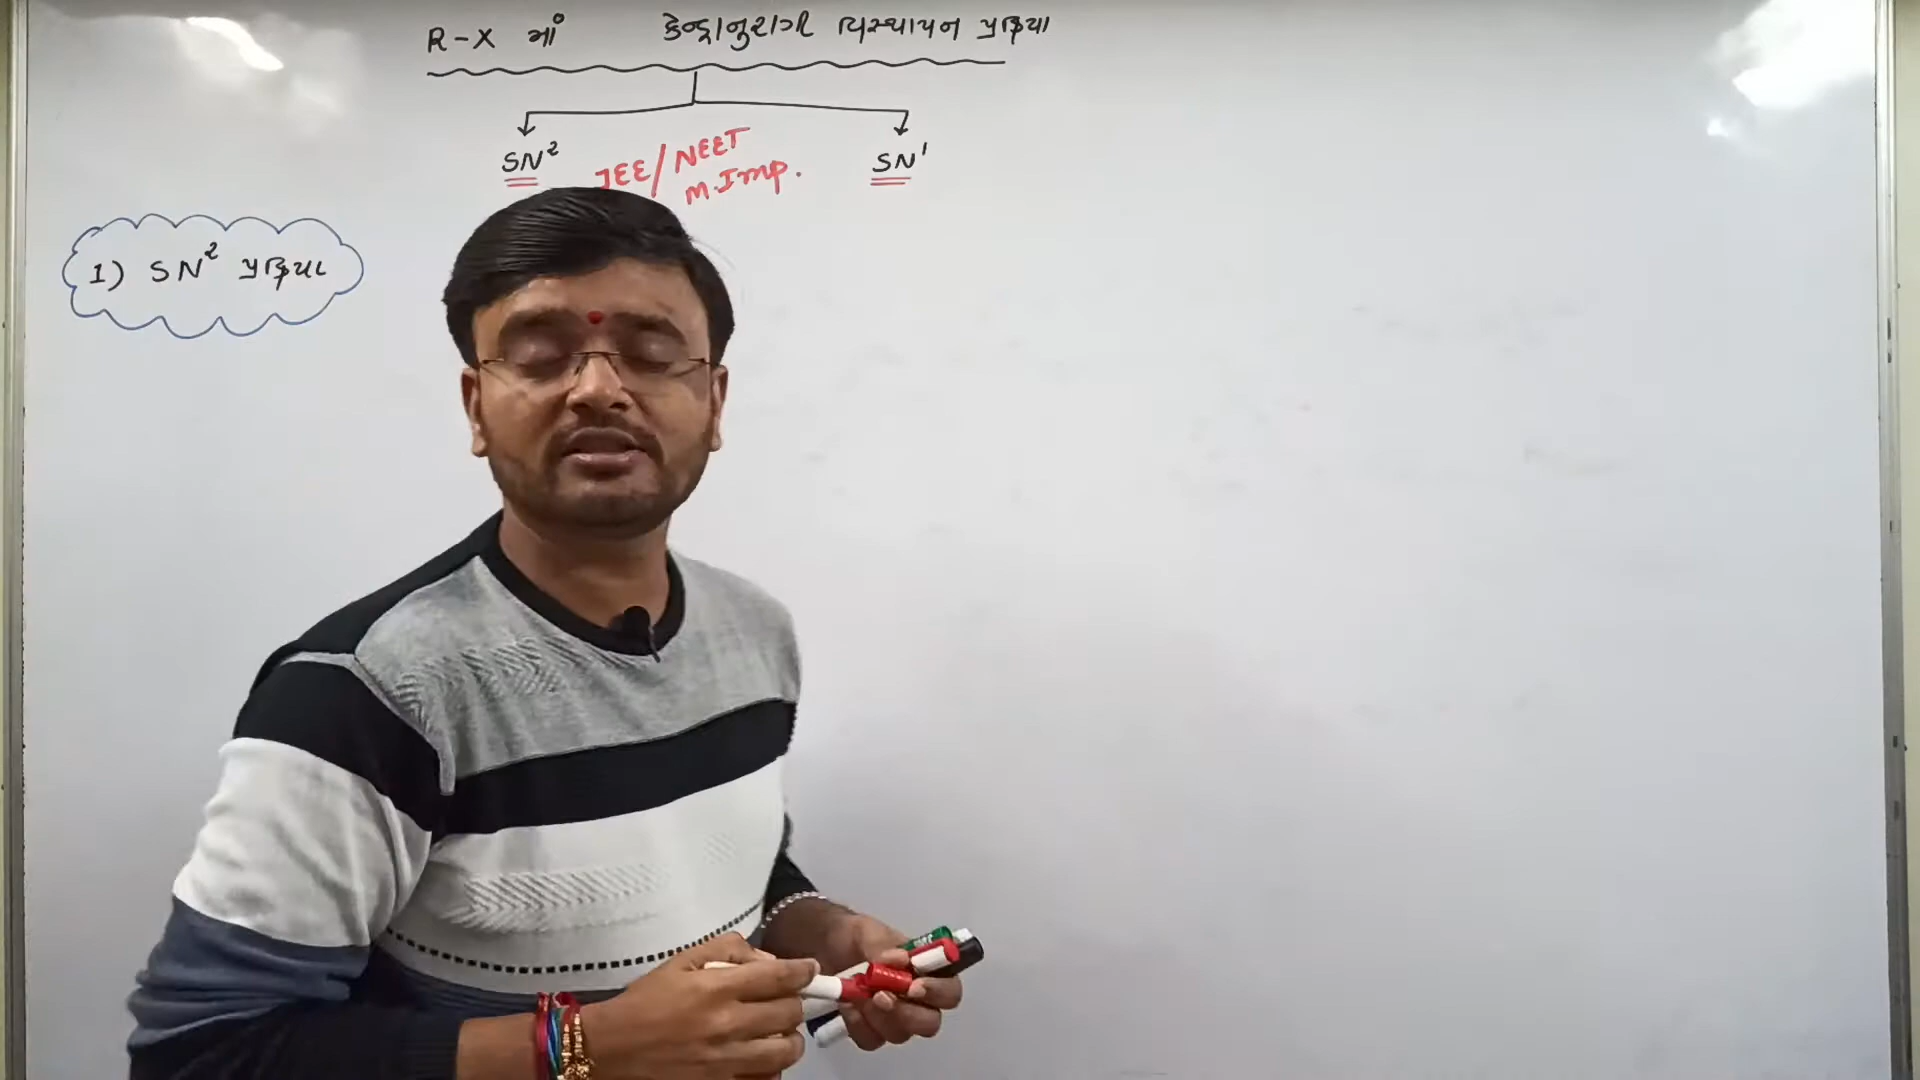 R-X માં કેન્દ્રાનુરાગી વિસ્થાપન પ્રક્રિયા
SN² SN¹
JEE/NEET
M.Imp.
1) SN² પ્રક્રિયા